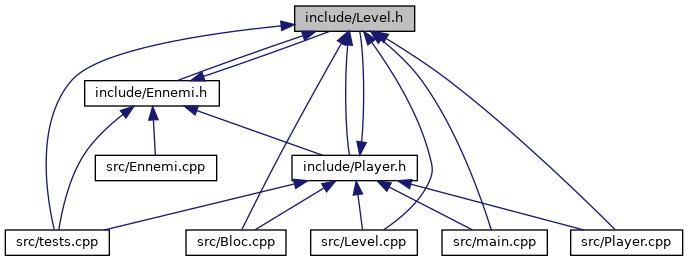 include/Level.h
include/Ennemi.h
src/Ennemi.cpp
include/Player.h
src/tests.cpp
src/Bloc.cpp
src/Level.cpp
src/main.cpp
src/Player.cpp